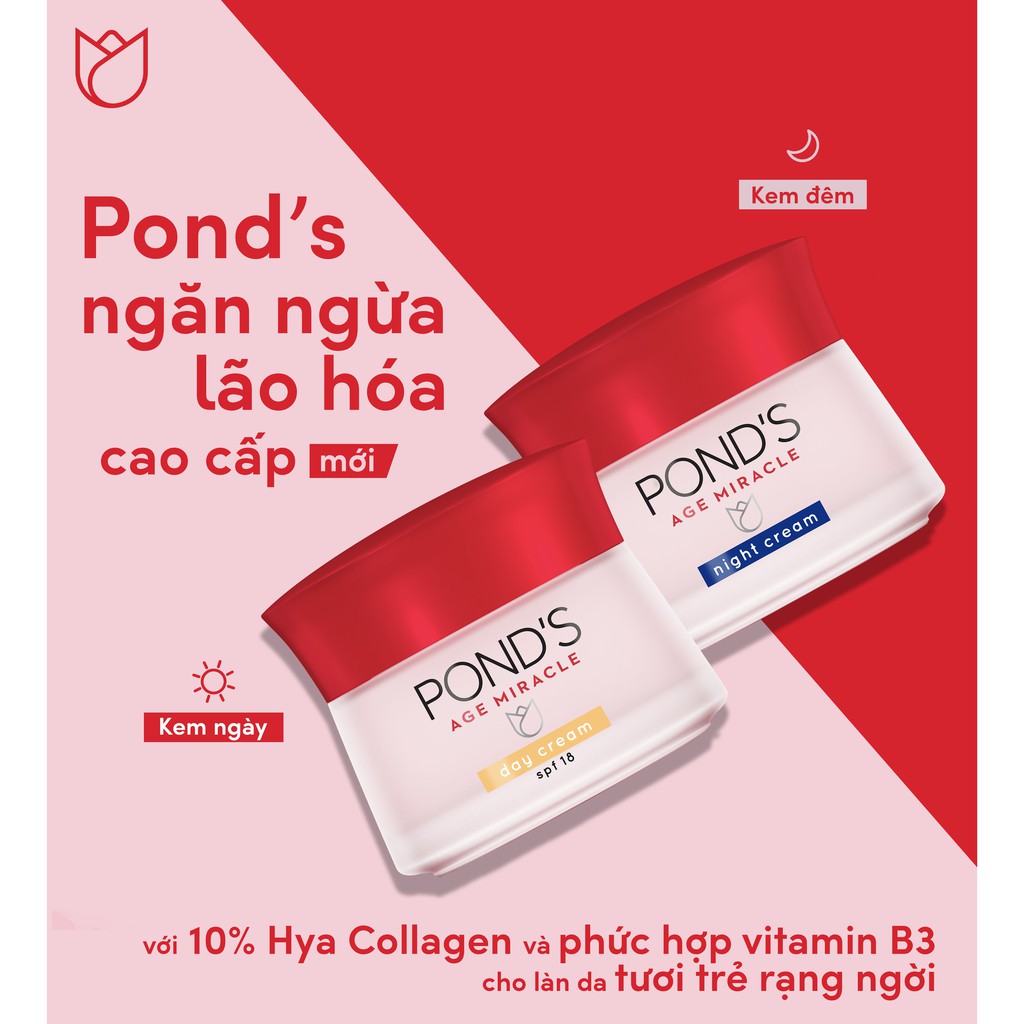 Pond's
ngăn ngừa
lão hóa
cao cấp mới
Kem đêm
POND'S
AGE MIRACLE
night cream
POND'S
AGE MIRACLE
day cream
spf 18
Kem ngày
với 10% Hya Collagen và phức hợp vitamin B3
cho làn da tươi trẻ rạng ngời